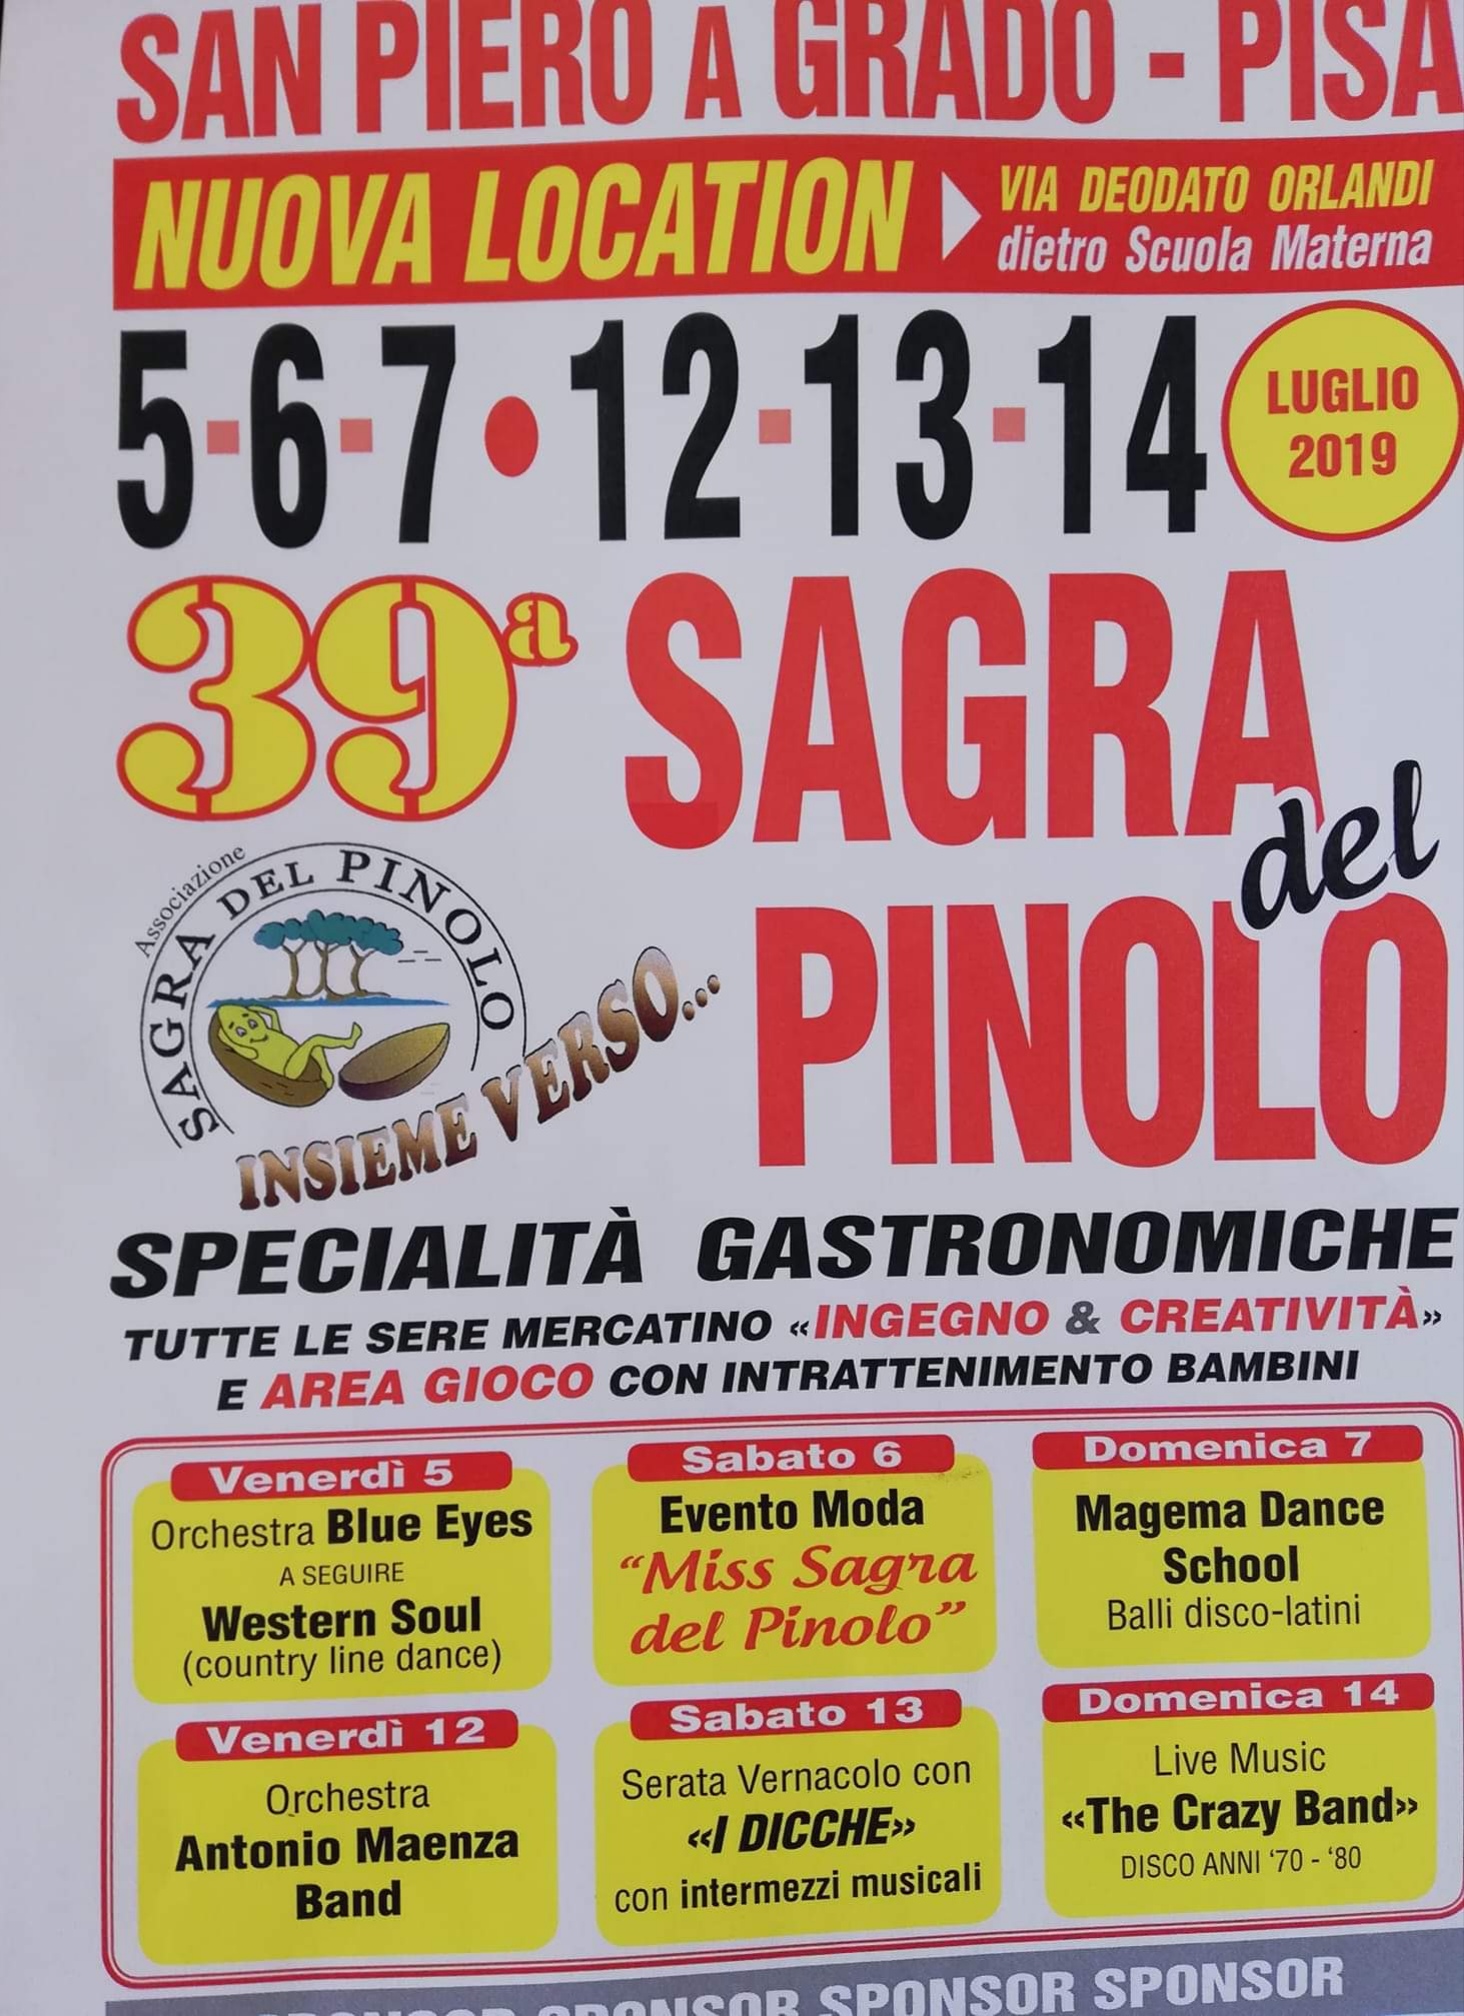 SAN PIERO A GRADO - PISA
NUOVA LOCATION
VIA DEODATO ORLANDI
dietro Scuola Materna
5-6-7 • 12-13-14
LUGLIO
2019
39a SAGRA
del
PINOLO
Associazione
SAGRA DEL PINOLO
INSIEME VERSO...
SPECIALITÀ GASTRONOMICHE
TUTTE LE SERE MERCATINO «INGEGNO & CREATIVITÀ»
E AREA GIOCO CON INTRATTENIMENTO BAMBINI
Venerdì 5
Orchestra Blue Eyes
A SEGUIRE
Western Soul
(country line dance)
Sabato 6
Evento Moda
“Miss Sagra
del Pinolo”
Domenica 7
Magema Dance
School
Balli disco-latini
Venerdì 12
Orchestra
Antonio Maenza
Band
Sabato 13
Serata Vernacolo con
«I DICCHE»
con intermezzi musicali
Domenica 14
Live Music
«The Crazy Band»
DISCO ANNI ‘70 - ‘80
SPONSOR SPONSOR SPONSOR SPONSOR